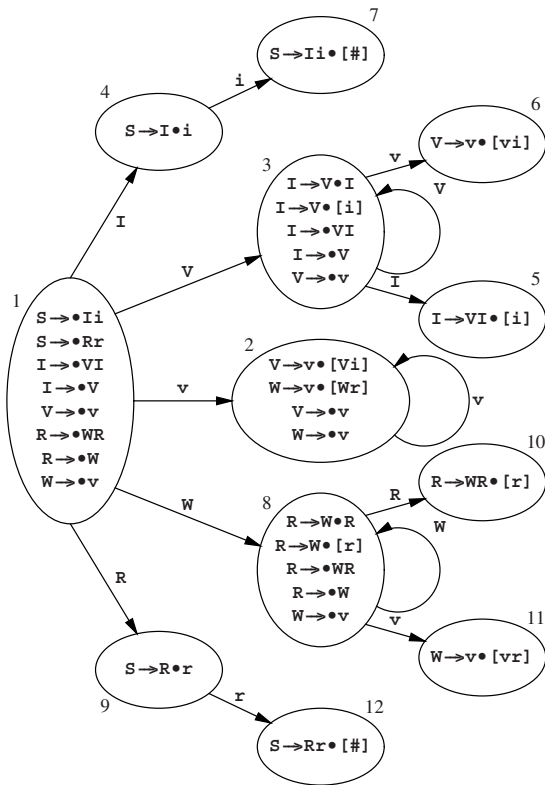 7
S→Ii•[#]
i
4
S→I•i
I
6
V→v•[vi]
v
V
3
I→V•I
I→V•[i]
I→•VI
I→•V
V→•v
V
I
5
I→VI•[i]
1
S→•Ii
S→•Rr
I→•VI
I→•V
V→•v
R→•WR
R→•W
W→•v
2
V→v•[Vi]
W→v•[Wr]
V→•v
W→•v
v
v
10
R→WR•[r]
R
W
8
R→W•R
R→W•[r]
R→•WR
R→•W
W→•v
W
v
11
W→v•[vr]
R
S→R•r
9
r
12
S→Rr•[#]